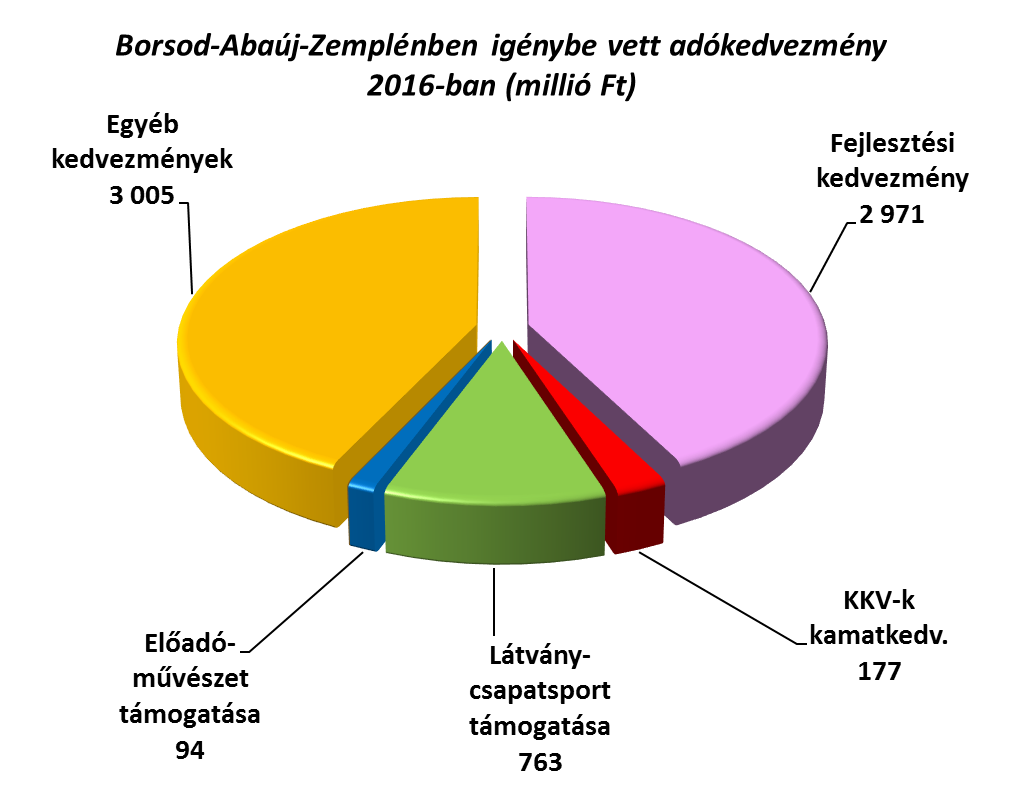 Borsod-Abaúj-Zemplénben igénybe vett adókedvezmény
2016-ban (millió Ft)
Egyéb
kedvezmények
3 005
Fejlesztési
kedvezmény
2 971
KKV-k
kamatkedv.
177
Látvány-
csapatsport
támogatása
763
Előadó-
művészet
támogatása
94